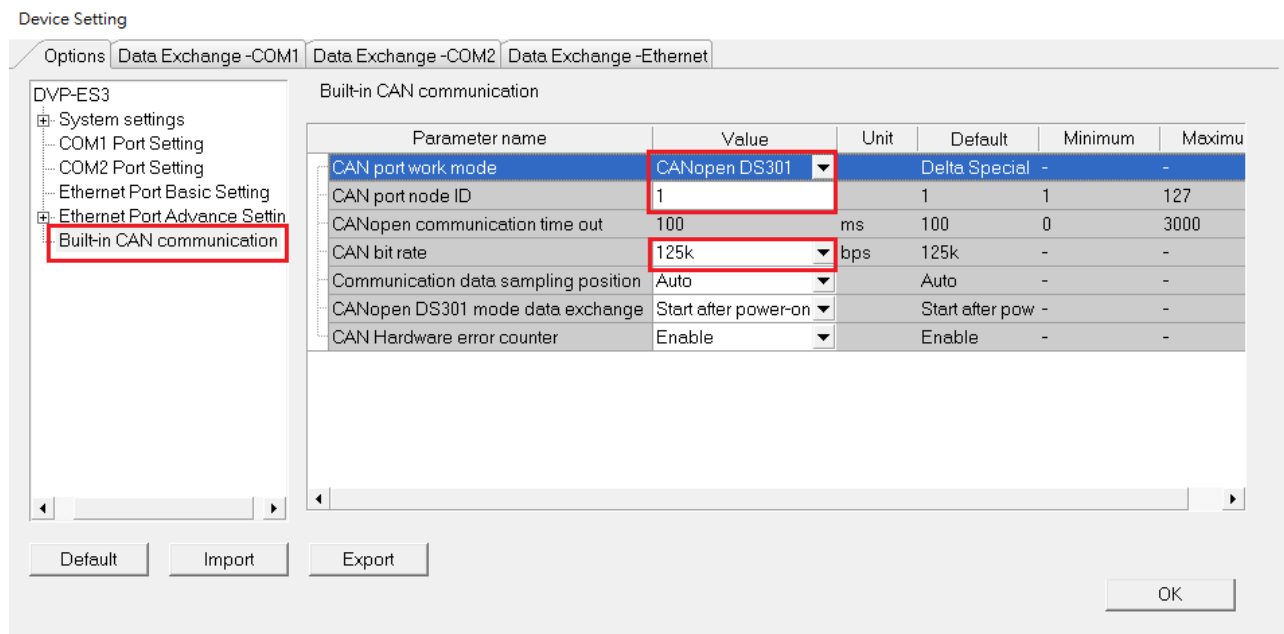 Device Setting
Options Data Exchange -COM1 Data Exchange -COM2 Data Exchange -Ethernet
DVP-ES3
System settings
COM1 Port Setting
COM2 Port Setting
Ethernet Port Basic Setting
Ethernet Port Advance Settin
Built-in CAN communication
Built-in CAN communication
Parameter name Value Unit Default Minimum Maximu
CAN port work mode CANopen DS301 Delta Special - -
CAN port node ID 1 1 1 127
CANopen communication time out 100 ms 100 0 3000
CAN bit rate 125k bps 125k - -
Communication data sampling position Auto Auto - -
CANopen DS301 mode data exchange Start after power-on Start after pow - -
CAN Hardware error counter Enable Enable - -
Default Import Export
OK